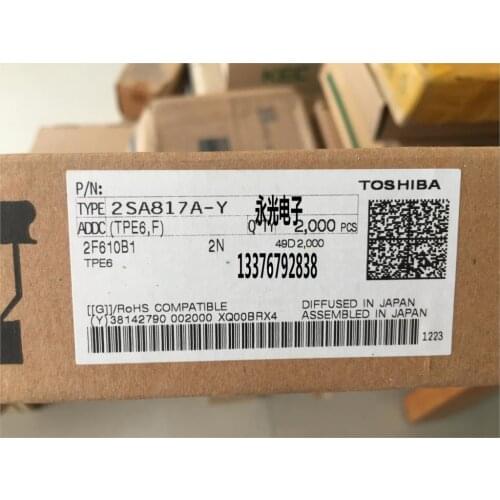 KEC
P/N:
TOSHIBA
TYPE 2SA817A-Y
永光电子
ADDC (TPE6,F)
Q'TY 2,000 PCS
2F610B1 2N 49D 2,000
TPE6
13376792838
[[G]]/RoHS COMPATIBLE
DIFFUSED IN JAPAN
(Y)38142790 002000 XQ00BRX4
ASSEMBLED IN JAPAN
1223